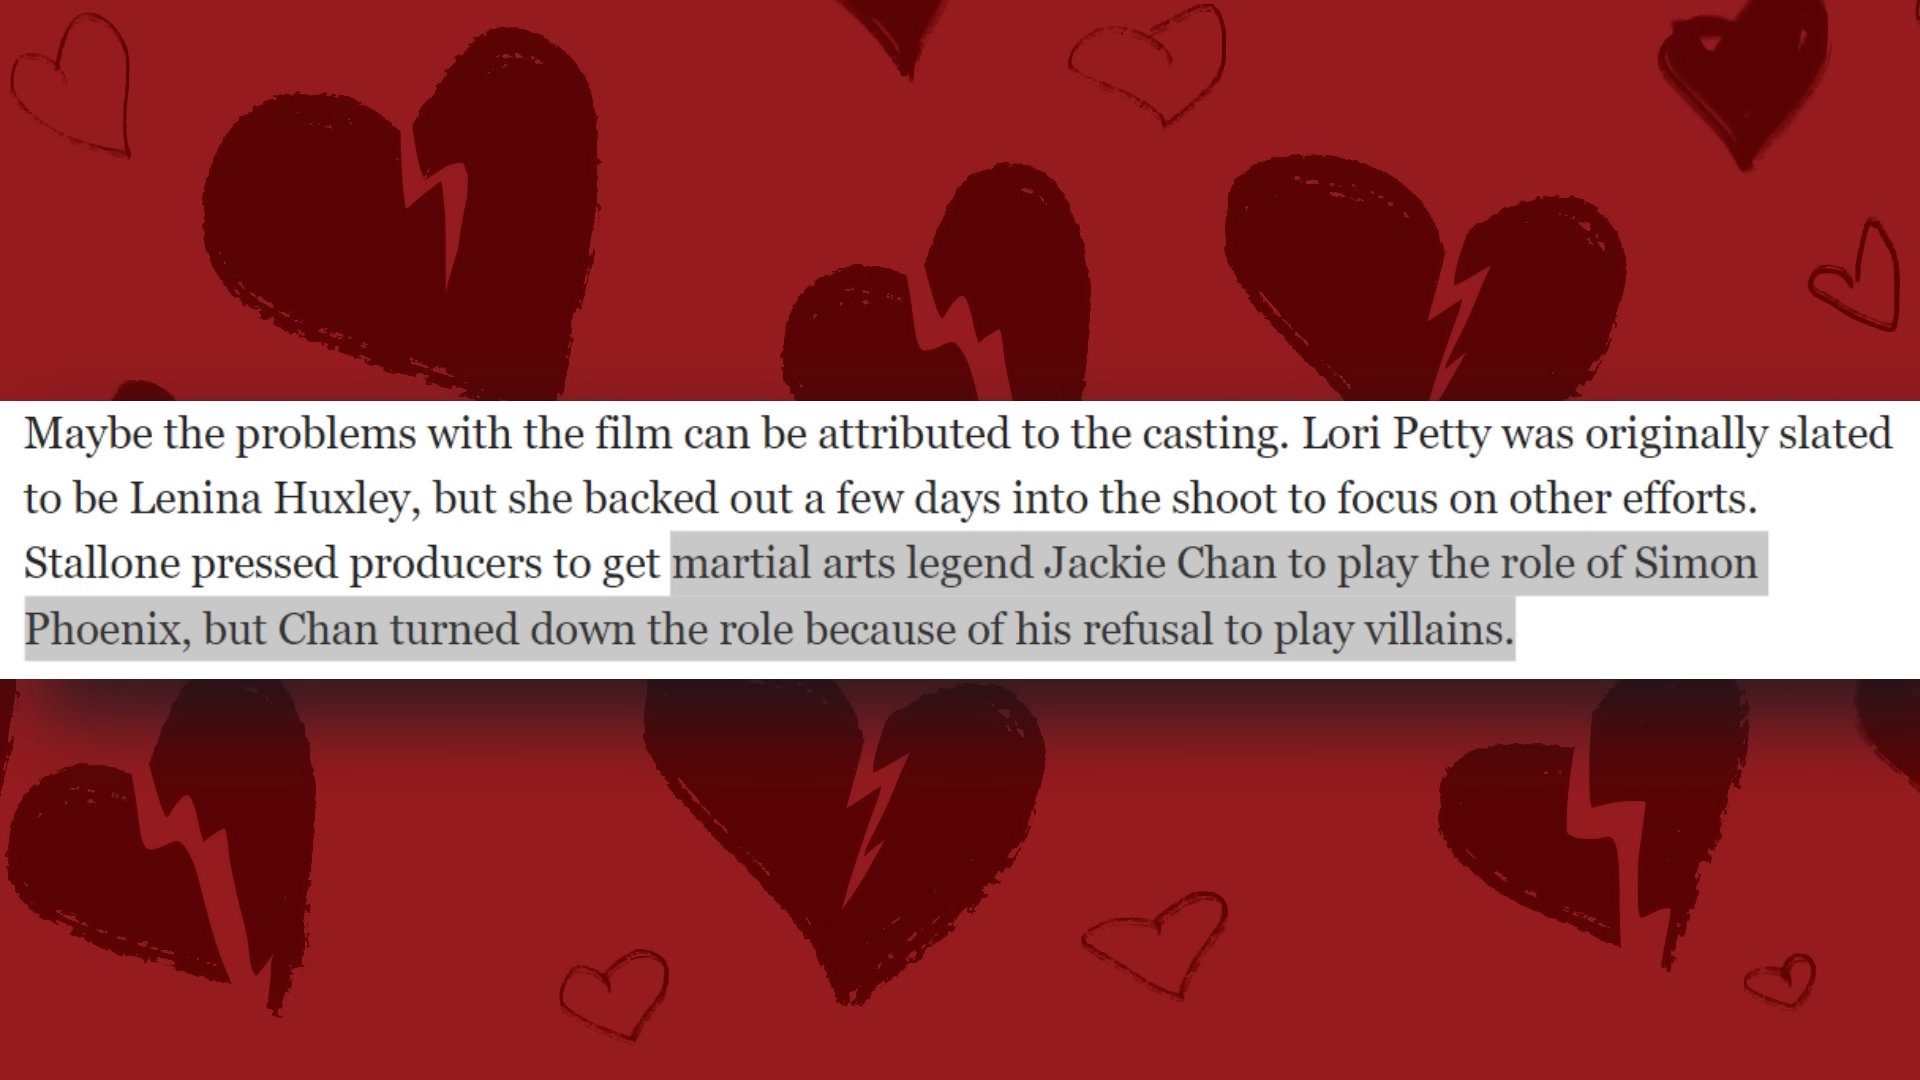 Maybe the problems with the film can be attributed to the casting. Lori Petty was originally slated
to be Lenina Huxley, but she backed out a few days into the shoot to focus on other efforts.
Stallone pressed producers to get martial arts legend Jackie Chan to play the role of Simon
Phoenix, but Chan turned down the role because of his refusal to play villains.